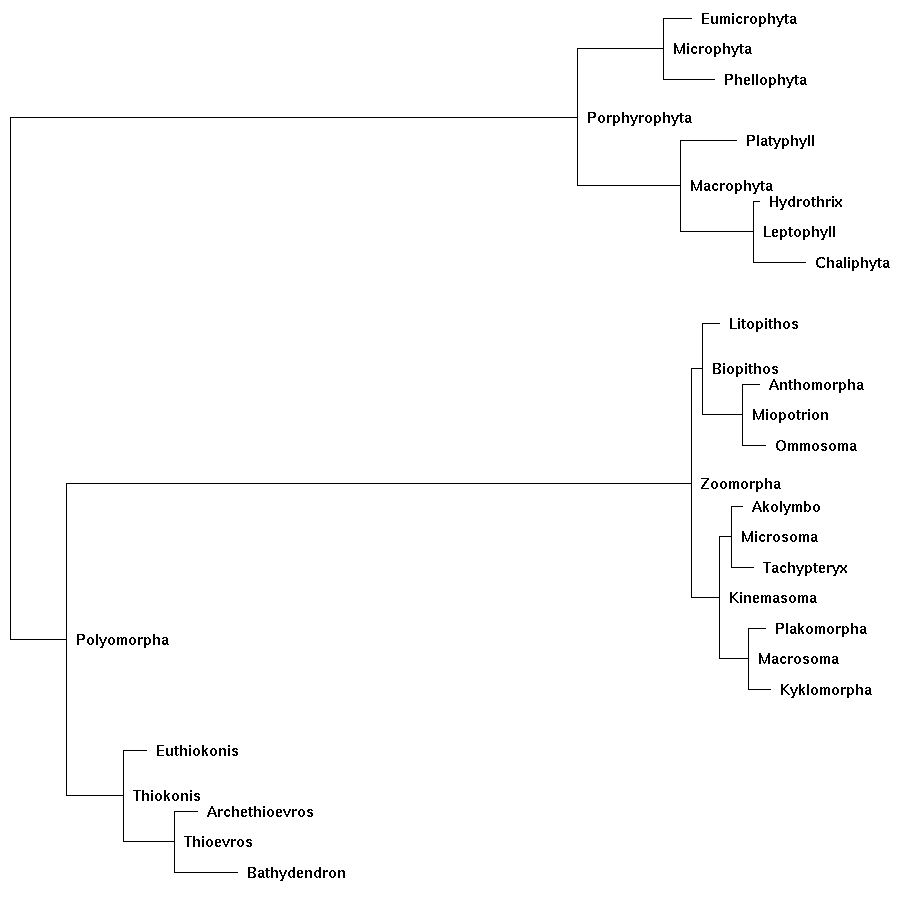 Eumicrophyta
Microphyta
Phellophyta
Porphyrophyta
Platyphyll
Macrophyta
Hydrothrix
Leptophyll
Chaliphyta
Litopithos
Biopithos
Anthomorpha
Miopotrion
Ommosoma
Zoomorpha
Akolymbo
Microsoma
Tachypteryx
Kinemasoma
Plakomorpha
Polyomorpha
Macrosoma
Kyklomorpha
Euthiokonis
Thiokonis
Archethioevros
Thioevros
Bathydendron